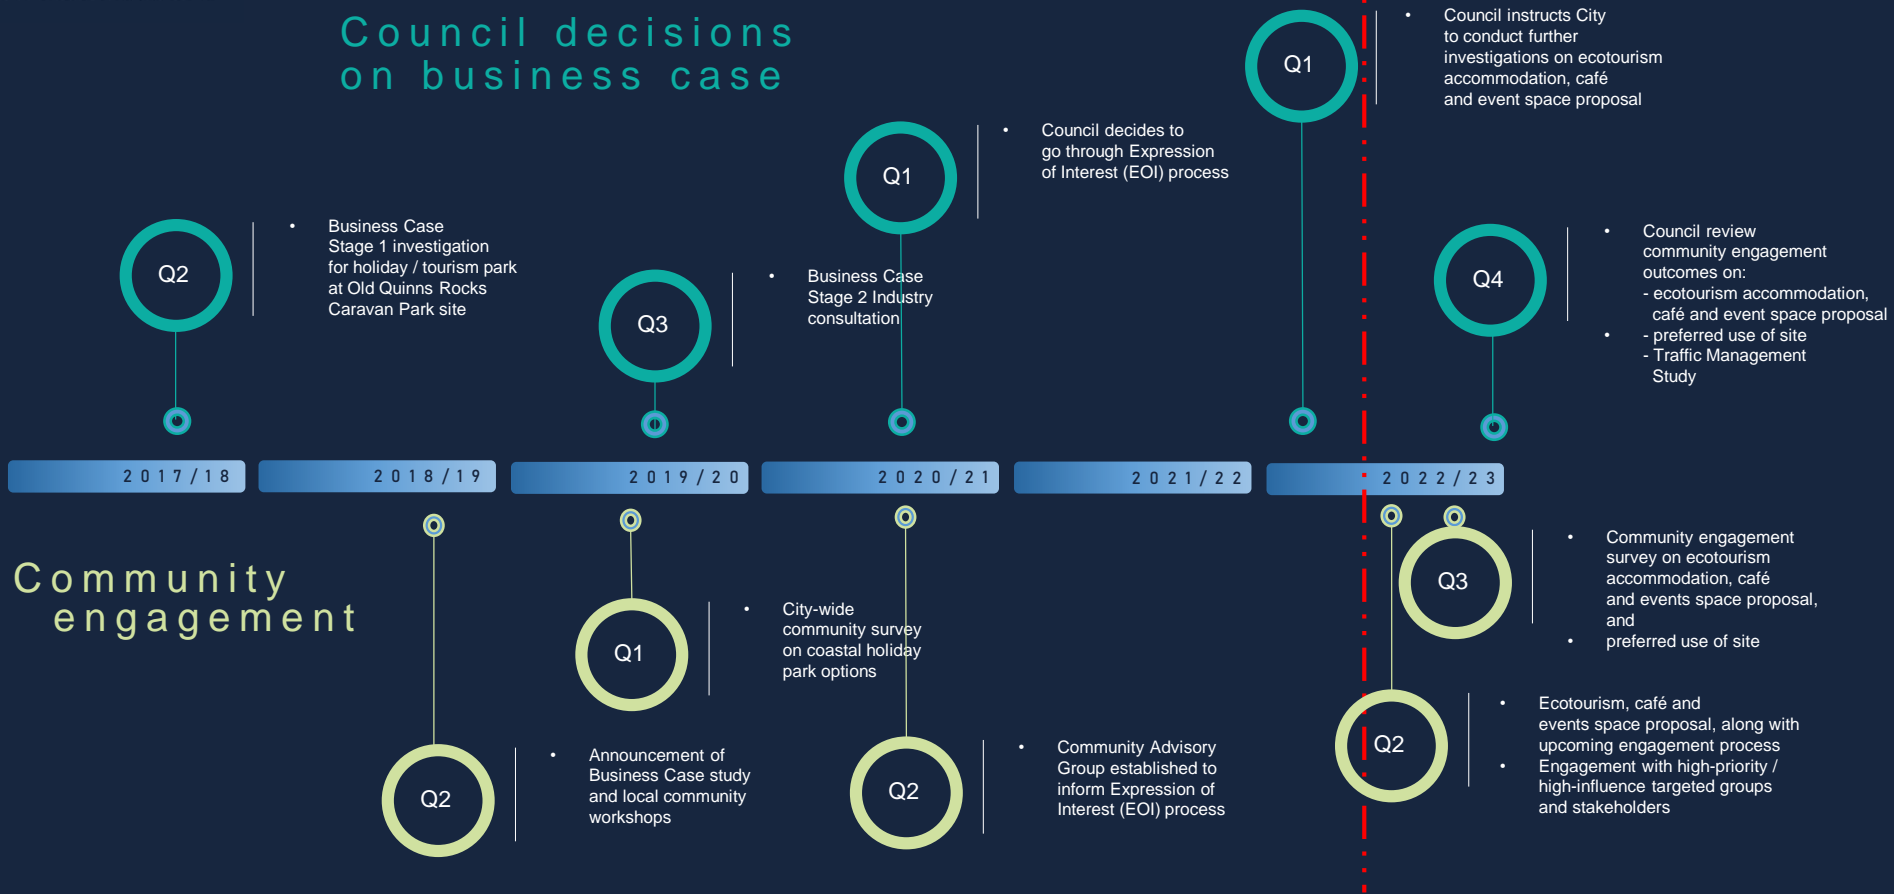 Council decisions
on business case
Q2
• Business Case
Stage 1 investigation
for holiday / tourism park
at Old Quinns Rocks
Caravan Park site
Q3
• Business Case
Stage 2 Industry
consultation
Q1
• Council decides to
go through Expression
of Interest (EOI) process
Q1
• Council instructs City
to conduct further
investigations on ecotourism
accommodation, café
and event space proposal
Q4
• Council review
community engagement
outcomes on:
- ecotourism accommodation,
café and event space proposal
• - preferred use of site
- Traffic Management
Study
2017/18
2018/19
2019/20
2020/21
2021/22
2022/23
Community
engagement
Q2
• Announcement of
Business Case study
and local community
workshops
Q1
• City-wide
community survey
on coastal holiday
park options
Q2
• Community Advisory
Group established to
inform Expression of
Interest (EOI) process
Q3
• Community engagement
survey on ecotourism
accommodation, café
and events space proposal,
and
• preferred use of site
Q2
• Ecotourism, café and
events space proposal, along with
upcoming engagement process
• Engagement with high-priority /
high-influence targeted groups
and stakeholders